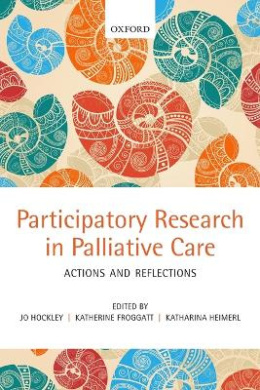 OXFORD
Participatory Research
in Palliative Care
ACTIONS AND REFLECTIONS
EDITED BY
JO HOCKLEY | KATHERINE FROGGATT | KATHARINA HEIMERL